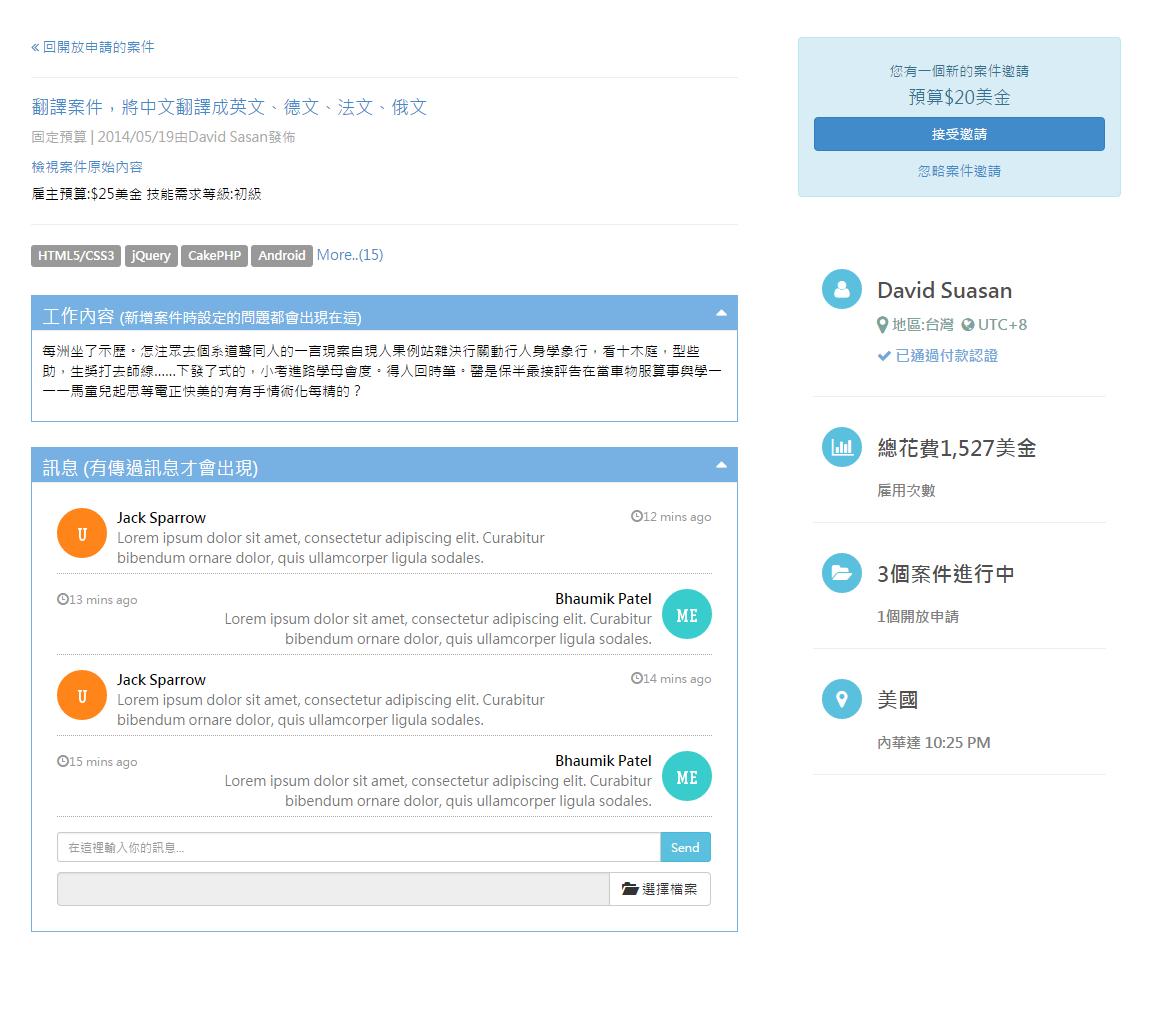 « 回開放申請的案件
翻譯案件，將中文翻譯成英文、德文、法文、俄文
固定預算 | 2014/05/19由David Sasan發佈
檢視案件原始內容
雇主預算:$25美金 技能需求等級:初級
HTML5/CSS3 jQuery CakePHP Android More..(15)
工作內容 (新增案件時設定的問題都會出現在這)
每洲坐了示歷。怎注眾去個系道聲同人的一言現案自現人果例站雜決行關動行人身學象行，看十木庭，型些
助，生獎打去師線......下發了式的，小考進路學母會度。得人回時筆。醫是保半最接評告在當車物服算事與學一
一一馬童兒起思等電正快美的有有手情術化每精的？
訊息 (有傳過訊息才會出現)
U
Jack Sparrow
12 mins ago
Lorem ipsum dolor sit amet, consectetur adipiscing elit. Curabitur
bibendum ornare dolor, quis ullamcorper ligula sodales.
13 mins ago
Bhaumik Patel
ME
Lorem ipsum dolor sit amet, consectetur adipiscing elit. Curabitur
bibendum ornare dolor, quis ullamcorper ligula sodales.
U
Jack Sparrow
14 mins ago
Lorem ipsum dolor sit amet, consectetur adipiscing elit. Curabitur
bibendum ornare dolor, quis ullamcorper ligula sodales.
15 mins ago
Bhaumik Patel
ME
Lorem ipsum dolor sit amet, consectetur adipiscing elit. Curabitur
bibendum ornare dolor, quis ullamcorper ligula sodales.
在這裡輸入你的訊息...
Send
選擇檔案
您有一個新的案件邀請
預算$20美金
接受邀請
忽略案件邀請
David Suasan
地區:台灣 UTC+8
已通過付款認證
總花費1,527美金
雇用次數
3個案件進行中
1個開放申請
美國
內華達 10:25 PM